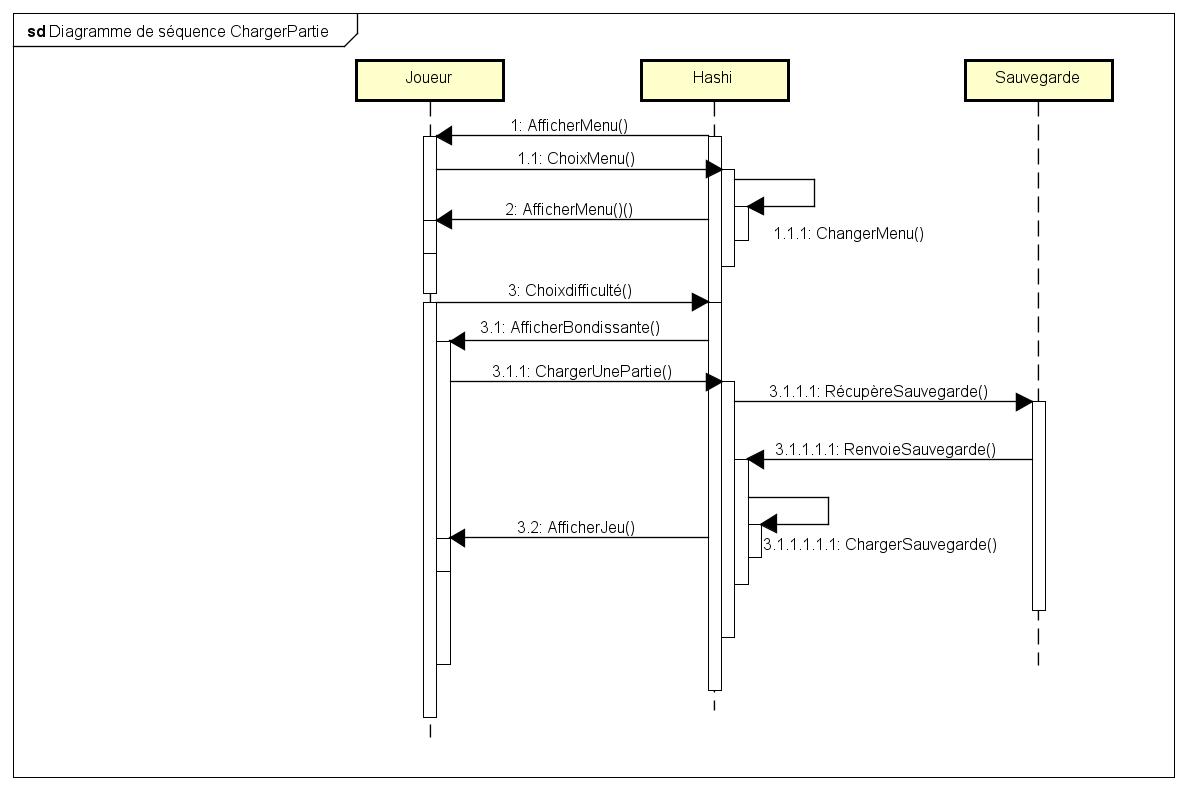 sd Diagramme de séquence ChargerPartie
Joueur
Hashi
Sauvegarde
1: AfficherMenu()
1.1: ChoixMenu()
2: AfficherMenu()()
1.1.1: ChangerMenu()
3: Choixdifficulté()
3.1: AfficherBondissante()
3.1.1: ChargerUnePartie()
3.1.1.1: RécupèreSauvegarde()
3.1.1.1.1: RenvoieSauvegarde()
3.2: AfficherJeu()
3.1.1.1.1.1: ChargerSauvegarde()